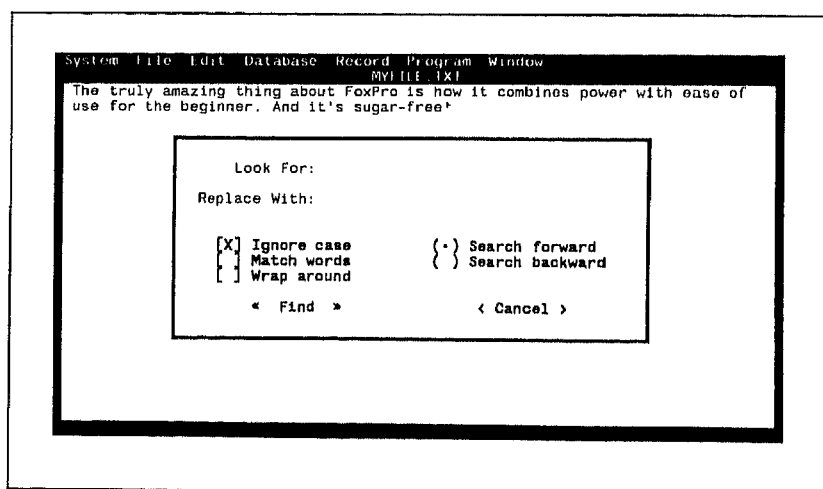 System File Edit Database Record Program Window
MYFILE.TXT
The truly amazing thing about FoxPro is how it combines power with ease of
use for the beginner. And it's sugar-free
Look For:
Replace With:
[X] Ignore case (·) Search forward
[ ] Match words ( ) Search backward
[ ] Wrap around
« Find » < Cancel >